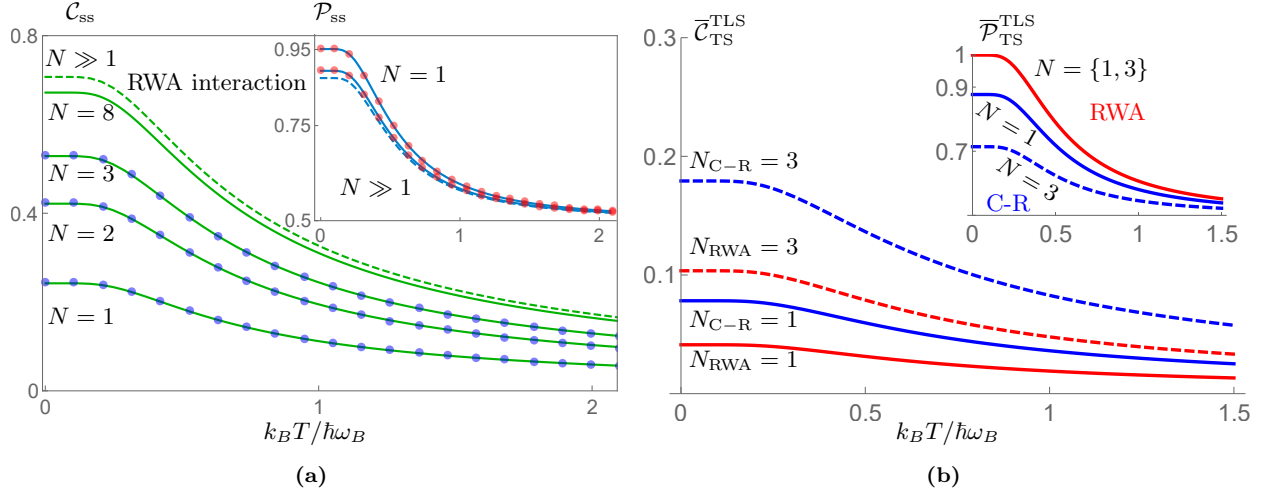 𝒞ss 𝒫ss
0.8
N ≫ 1
N = 8
N = 3
0.4
N = 2
N = 1
0
0 1 2
k_BT/ħω_B
0.95
RWA interaction
N = 1
0.75
N ≫ 1
0.5
0 1 2
(a)
C̅_TS^TLS
0.3
0.2
N_C−R = 3
N_RWA = 3
0.1
N_C−R = 1
N_RWA = 1
0 0.5 1 1.5
k_BT/ħω_B
P̅_TS^TLS
1
N = {1, 3}
0.9
RWA
N = 1
0.7
N = 3
C-R
0 0.5 1 1.5
(b)